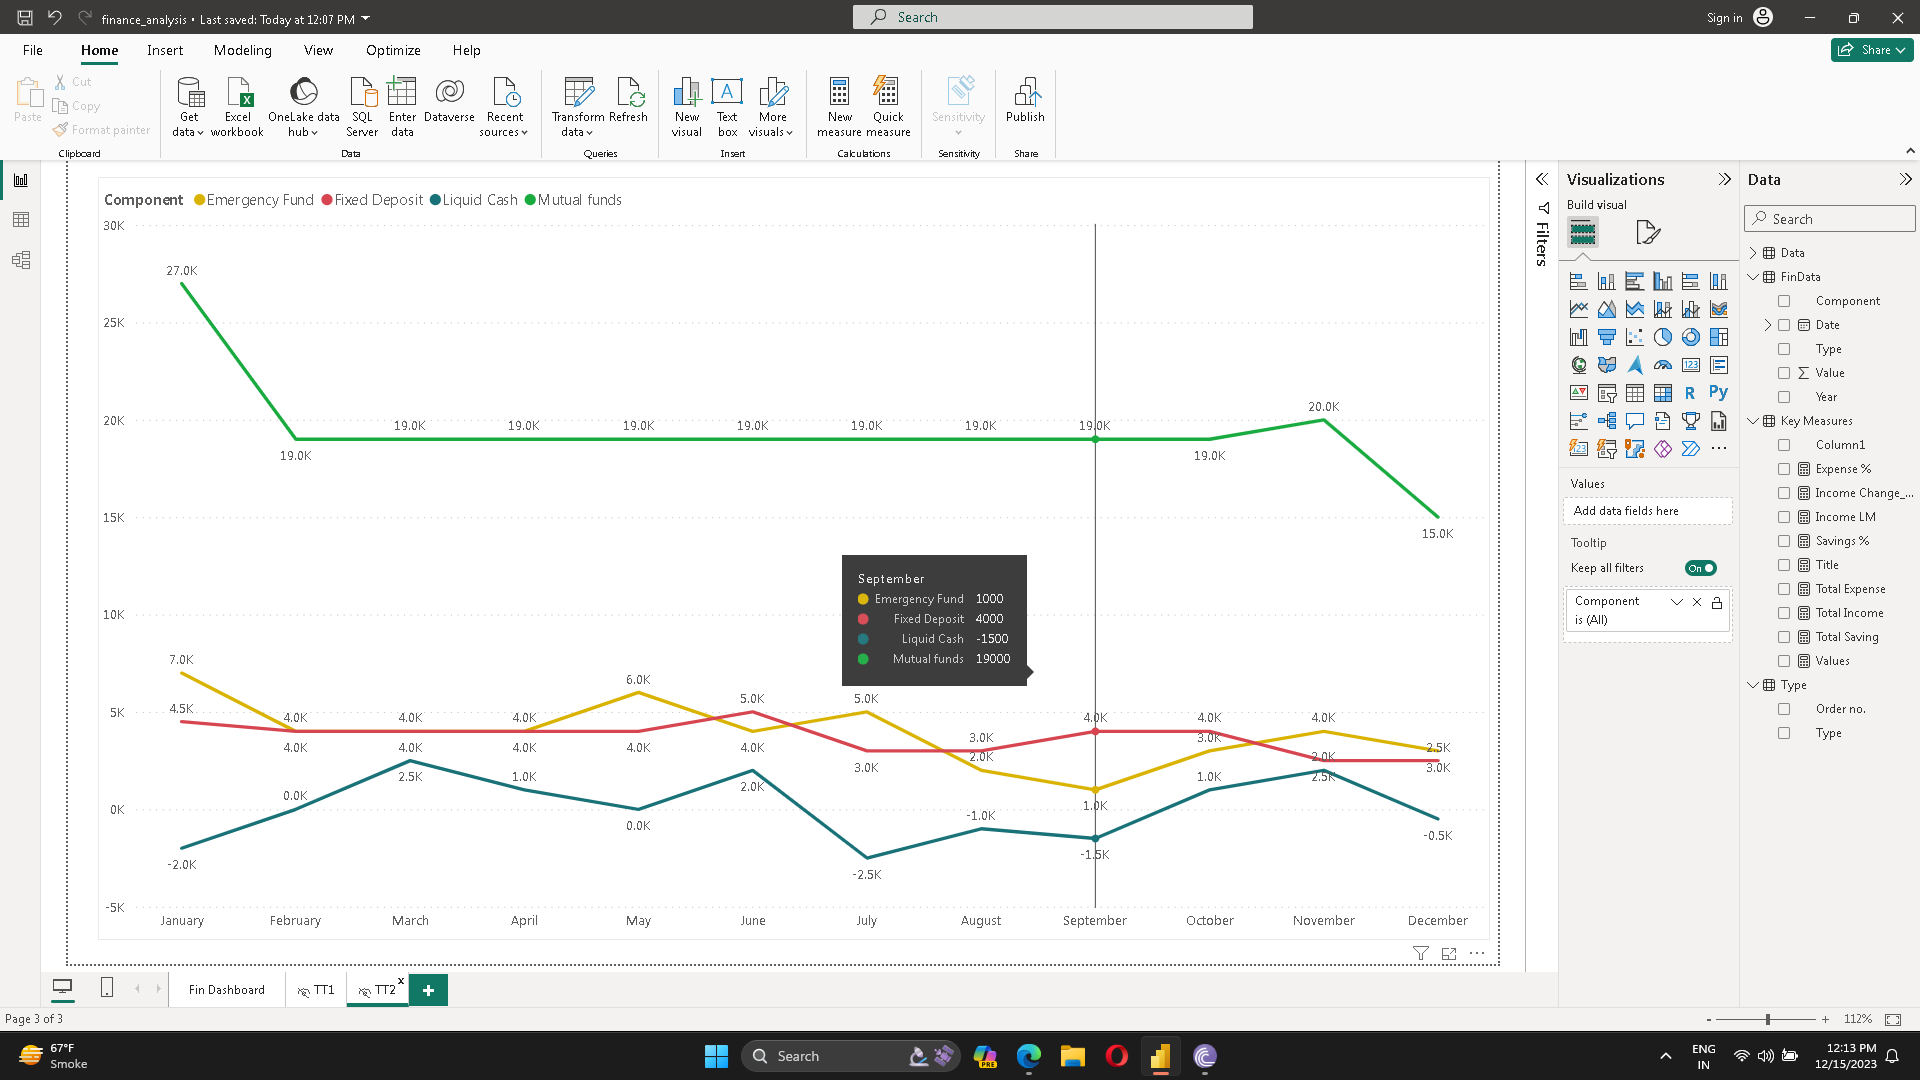 finance_analysis • Last saved: Today at 12:07 PM
Search
Sign in
File Home Insert Modeling View Optimize Help
Share
Paste
Cut
Copy
Format painter
Clipboard
Get data
Excel workbook
OneLake data hub
SQL Server
Enter data
Dataverse
Recent sources
Data
Transform data
Refresh
Queries
New visual
Text box
More visuals
Insert
New measure
Quick measure
Calculations
Sensitivity
Sensitivity
Publish
Share
Component Emergency Fund Fixed Deposit Liquid Cash Mutual funds
30K
27.0K
25K
20K
19.0K 19.0K 19.0K 19.0K 19.0K 19.0K 19.0K 20.0K
19.0K 19.0K
15K
15.0K
10K
September
Emergency Fund 1000
Fixed Deposit 4000
Liquid Cash -1500
Mutual funds 19000
7.0K 6.0K
5K
4.5K 4.0K 4.0K 4.0K 5.0K 5.0K 4.0K 4.0K 4.0K
4.0K 4.0K 4.0K 4.0K 4.0K 3.0K 3.0K 2.0K 3.0K 2.0K 2.5K
2.5K 1.0K 2.0K 1.0K 2.5K 3.0K
0K
0.0K 0.0K -1.0K 1.0K
-2.0K -2.5K -1.5K -0.5K
-5K
January February March April May June July August September October November December
Filters
Visualizations
Build visual
R Py
123
Values
Add data fields here
Tooltip
Keep all filters On
Component
is (All)
Data
Search
Data
FinData
Component
Date
Type
Value
Year
Key Measures
Column1
Expense %
Income Change_...
Income LM
Savings %
Title
Total Expense
Total Income
Total Saving
Values
Type
Order no.
Type
Fin Dashboard TT1 TT2 x +
Page 3 of 3
- + 112%
67°F
Smoke
Search
PRE
ENG
IN
12:13 PM
12/15/2023